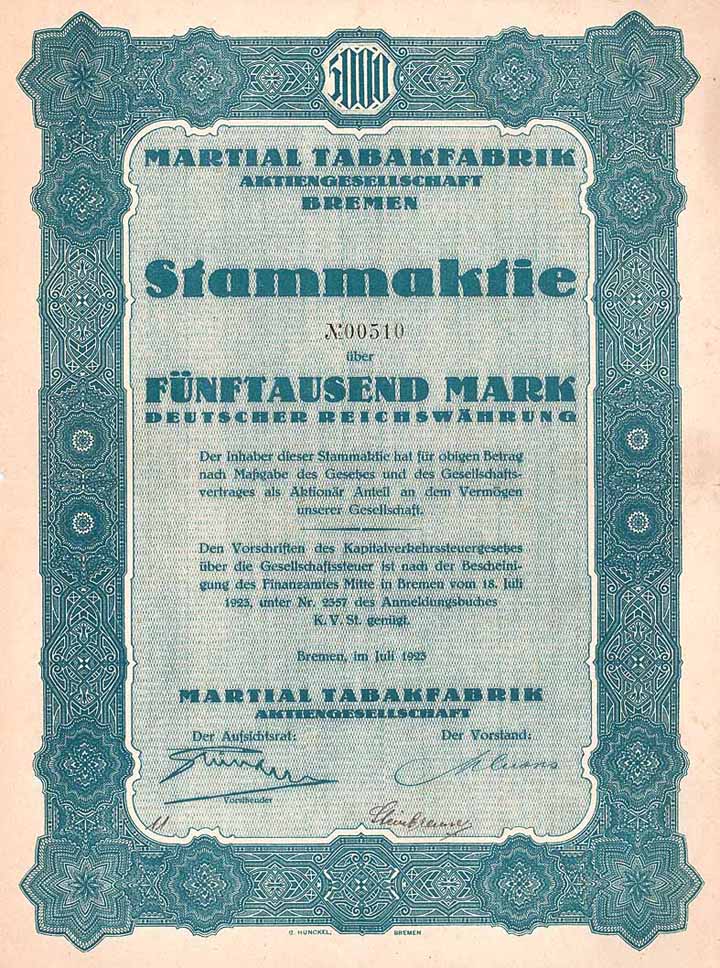 5000
MARTIAL TABAKFABRIK
AKTIENGESELLSCHAFT
BREMEN
Stammaktie
№ 00510
über
FÜNFTAUSEND MARK
DEUTSCHER REICHSWÄHRUNG
Der Inhaber dieser Stammaktie hat für obigen Betrag
nach Maßgabe des Gesetzes und des Gesellschafts-
vertrages als Aktionär Anteil an dem Vermögen
unserer Gesellschaft.
Den Vorschriften des Kapitalverkehrssteuergesetzes
über die Gesellschaftssteuer ist nach der Bescheini-
gung des Finanzamtes Mitte in Bremen vom 18. Juli
1923, unter Nr. 2357 des Anmeldungsbuches
K. V. St. genügt.
Bremen, im Juli 1923
MARTIAL TABAKFABRIK
AKTIENGESELLSCHAFT
Der Aufsichtsrat: Der Vorstand:
Vorsitzender
G. HUNCKEL, BREMEN